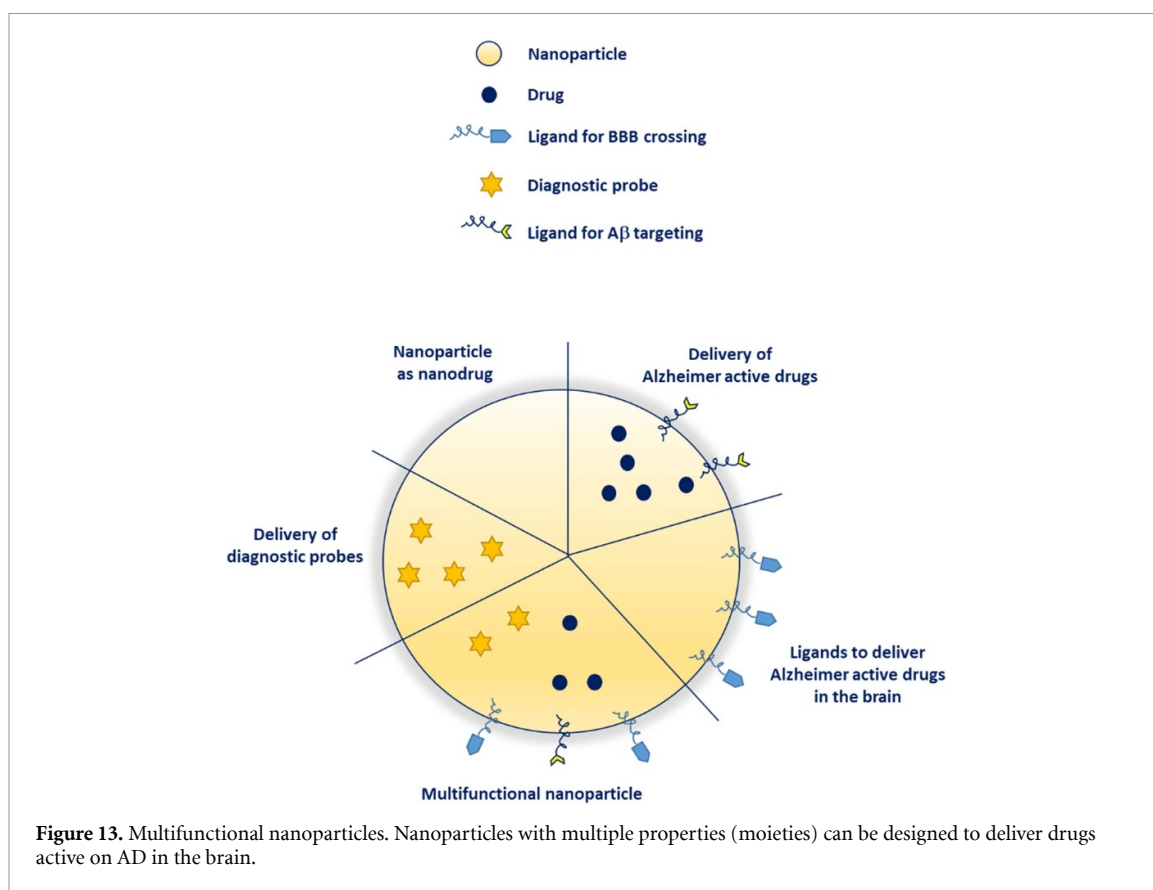 Nanoparticle
Drug
Ligand for BBB crossing
Diagnostic probe
Ligand for Aβ targeting
Nanoparticle
as nanodrug
Delivery of
Alzheimer active drugs
Delivery of
diagnostic probes
Ligands to deliver
Alzheimer active drugs
in the brain
Multifunctional nanoparticle
Figure 13. Multifunctional nanoparticles. Nanoparticles with multiple properties (moieties) can be designed to deliver drugs
active on AD in the brain.